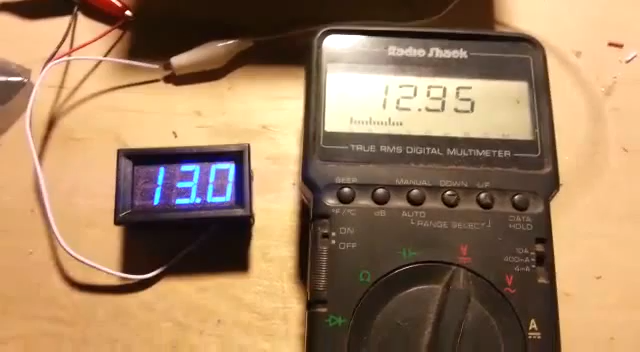 Radio Shack
12.95
TRUE RMS DIGITAL MULTIMETER
13.0
BEEP MANUAL DOWN UP
°F/°C dB AUTO RANGE SELECT DATA HOLD
ON
OFF
10A
400mA
4mA
Ω
V
V
A